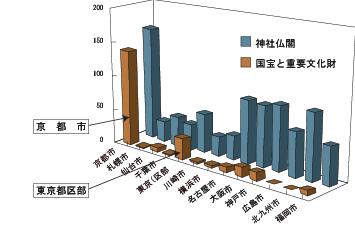 200
150
100
50
0
神社仏閣
国宝と重要文化財
京都市
東京都区部
京都市
札幌市
仙台市
千葉市
東京(区部
川崎市
横浜市
名古屋市
大阪市
神戸市
広島市
北九州市
福岡市